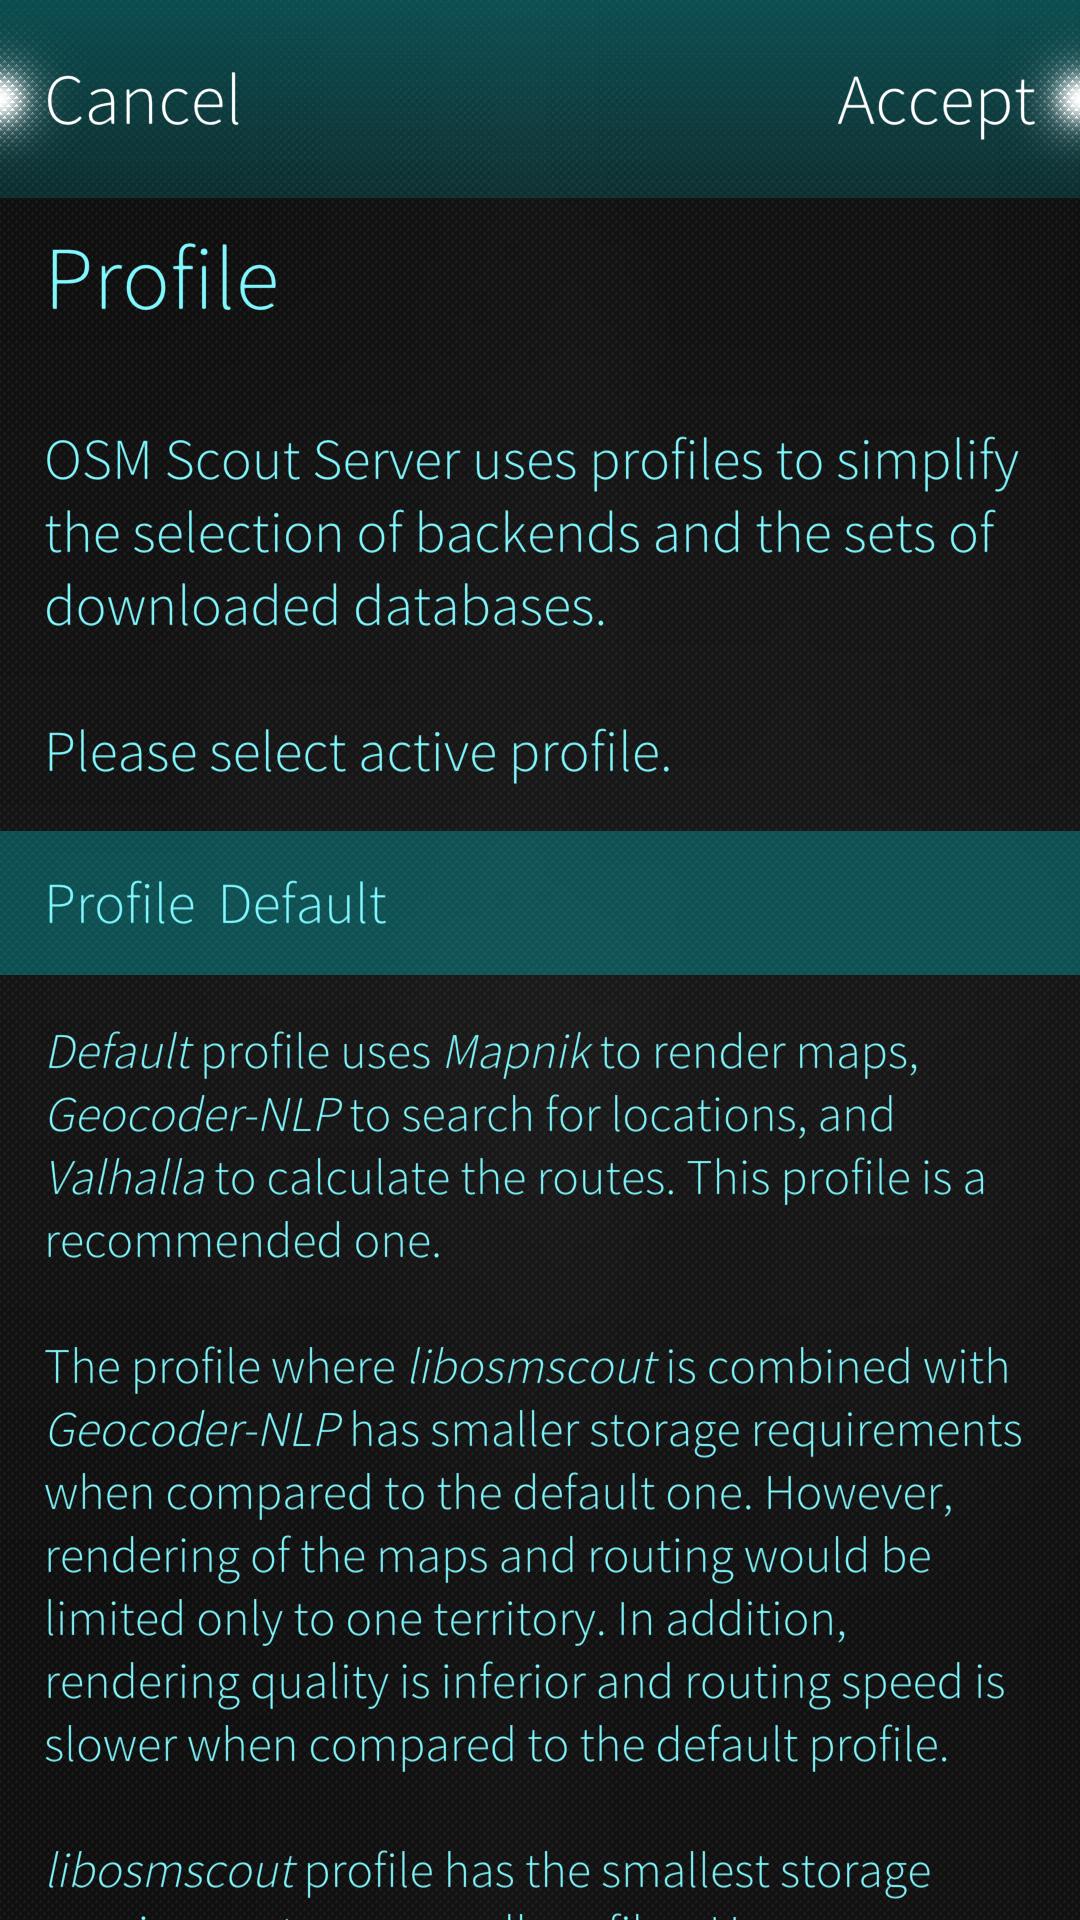 Cancel
Accept
Profile
OSM Scout Server uses profiles to simplify
the selection of backends and the sets of
downloaded databases.
Please select active profile.
Profile Default
Default profile uses Mapnik to render maps,
Geocoder-NLP to search for locations, and
Valhalla to calculate the routes. This profile is a
recommended one.
The profile where libosmscout is combined with
Geocoder-NLP has smaller storage requirements
when compared to the default one. However,
rendering of the maps and routing would be
limited only to one territory. In addition,
rendering quality is inferior and routing speed is
slower when compared to the default profile.
libosmscout profile has the smallest storage